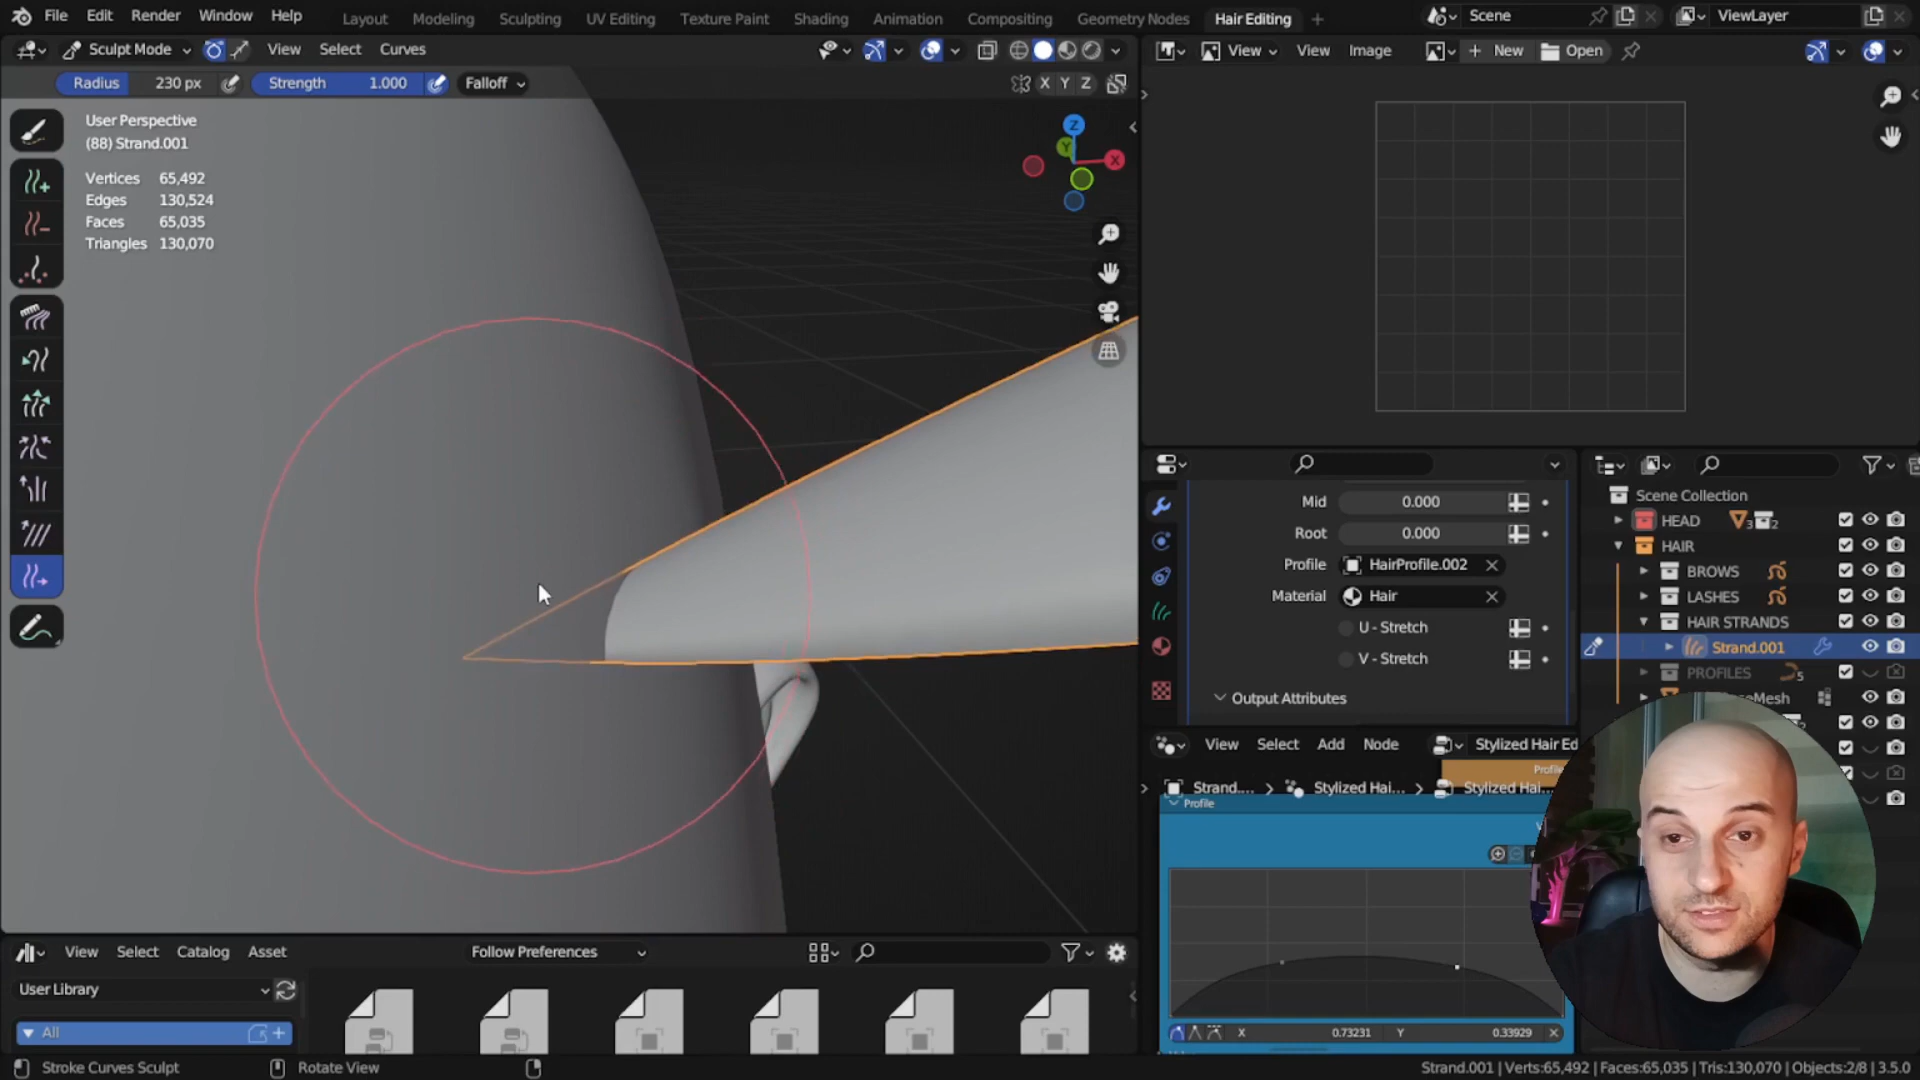 File Edit Render Window Help Layout Modeling Sculpting UV Editing Texture Paint Shading Animation Rendering Compositing Geometry Nodes Hair Editing + Scene ViewLayer
Sculpt Mode View Select Curves
View View Image + New Open
Radius 230 px Strength 1.000 Falloff X Y Z
User Perspective
(88) Strand.001
Vertices 65,492
Edges 130,524
Faces 65,035
Triangles 130,070
Z
Y
X
Mid 0.000
Root 0.000
Profile HairProfile.002
Material Hair
U - Stretch
V - Stretch
Output Attributes
Scene Collection
HEAD 3 2
HAIR
BROWS
LASHES
HAIR STRANDS
Strand.001
PROFILES 5
View Select Add Node Stylized Hair Ed
Strand.... > Stylized Hai... > Stylized Hai...
Profile
X 0.73231 Y 0.33929
View Select Catalog Asset Follow Preferences
User Library
All
Stroke Curves Sculpt Rotate View
Strand.001 | Verts:65,492 | Faces:65,035 | Tris:130,070 | Objects:2/8 | 3.5.0